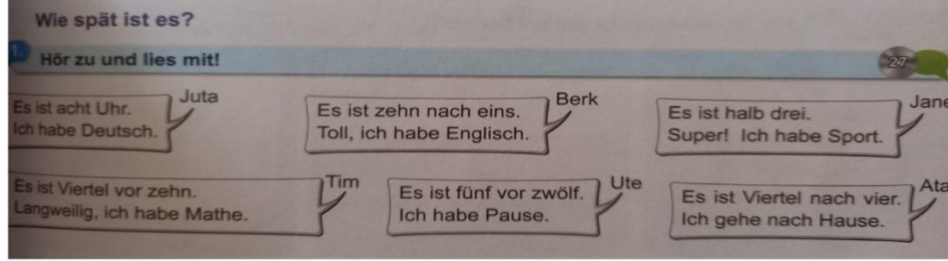 Wie spät ist es?
1. Hör zu und lies mit! 27
Juta
Es ist acht Uhr.
Ich habe Deutsch.
Berk
Es ist zehn nach eins.
Toll, ich habe Englisch.
Jane
Es ist halb drei.
Super! Ich habe Sport.
Tim
Es ist Viertel vor zehn.
Langweilig, ich habe Mathe.
Ute
Es ist fünf vor zwölf.
Ich habe Pause.
Ata
Es ist Viertel nach vier.
Ich gehe nach Hause.